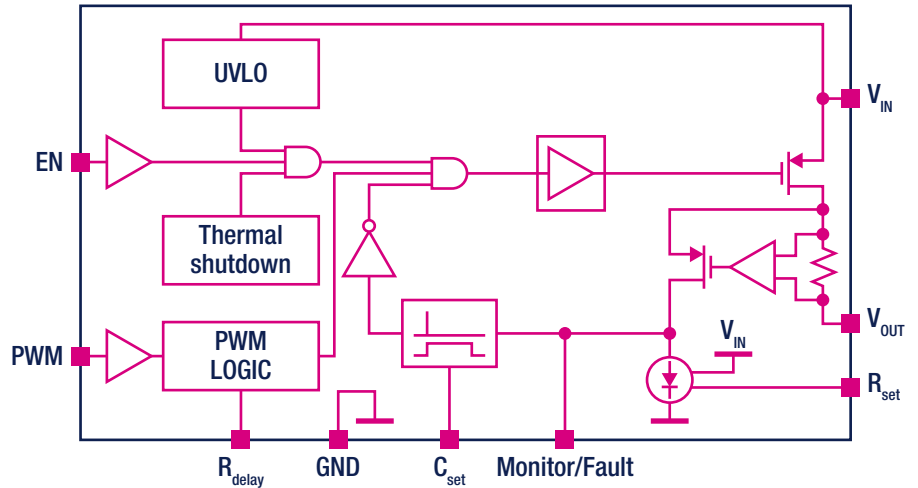 UVLO
V_IN
EN
Thermal
shutdown
PWM
PWM
LOGIC
V_IN
V_OUT
R_set
R_delay
GND
C_set
Monitor/Fault